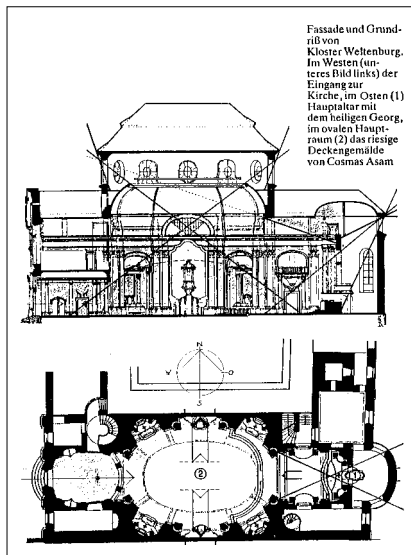 Fassade und Grund-
riß von
Kloster Weltenburg.
Im Westen (un-
teres Bild links) der
Eingang zur
Kirche, im Osten (1)
Hauptaltar mit
dem heiligen Georg,
im ovalen Haupt-
raum (2) das riesige
Deckengemälde
von Cosmas Asam
N
O
S
2
1